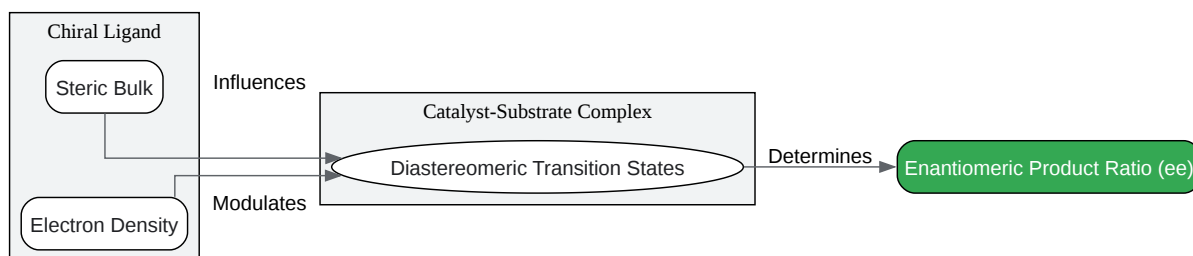 Chiral Ligand
Steric Bulk
Influences
Catalyst-Substrate Complex
Diastereomeric Transition States
Determines
Enantiomeric Product Ratio (ee)
Modulates
Electron Density